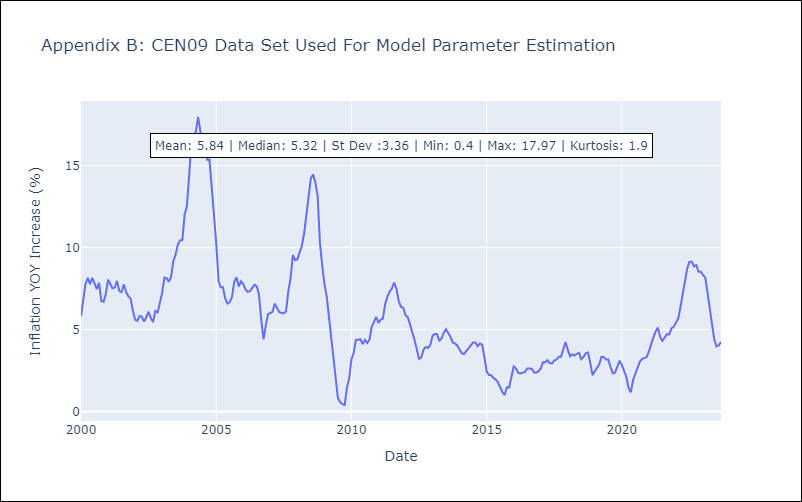 Appendix B: CEN09 Data Set Used For Model Parameter Estimation
Mean: 5.84 | Median: 5.32 | St Dev :3.36 | Min: 0.4 | Max: 17.97 | Kurtosis: 1.9
Inflation YOY Increase (%)
15
10
5
0
2000
2005
2010
2015
2020
Date